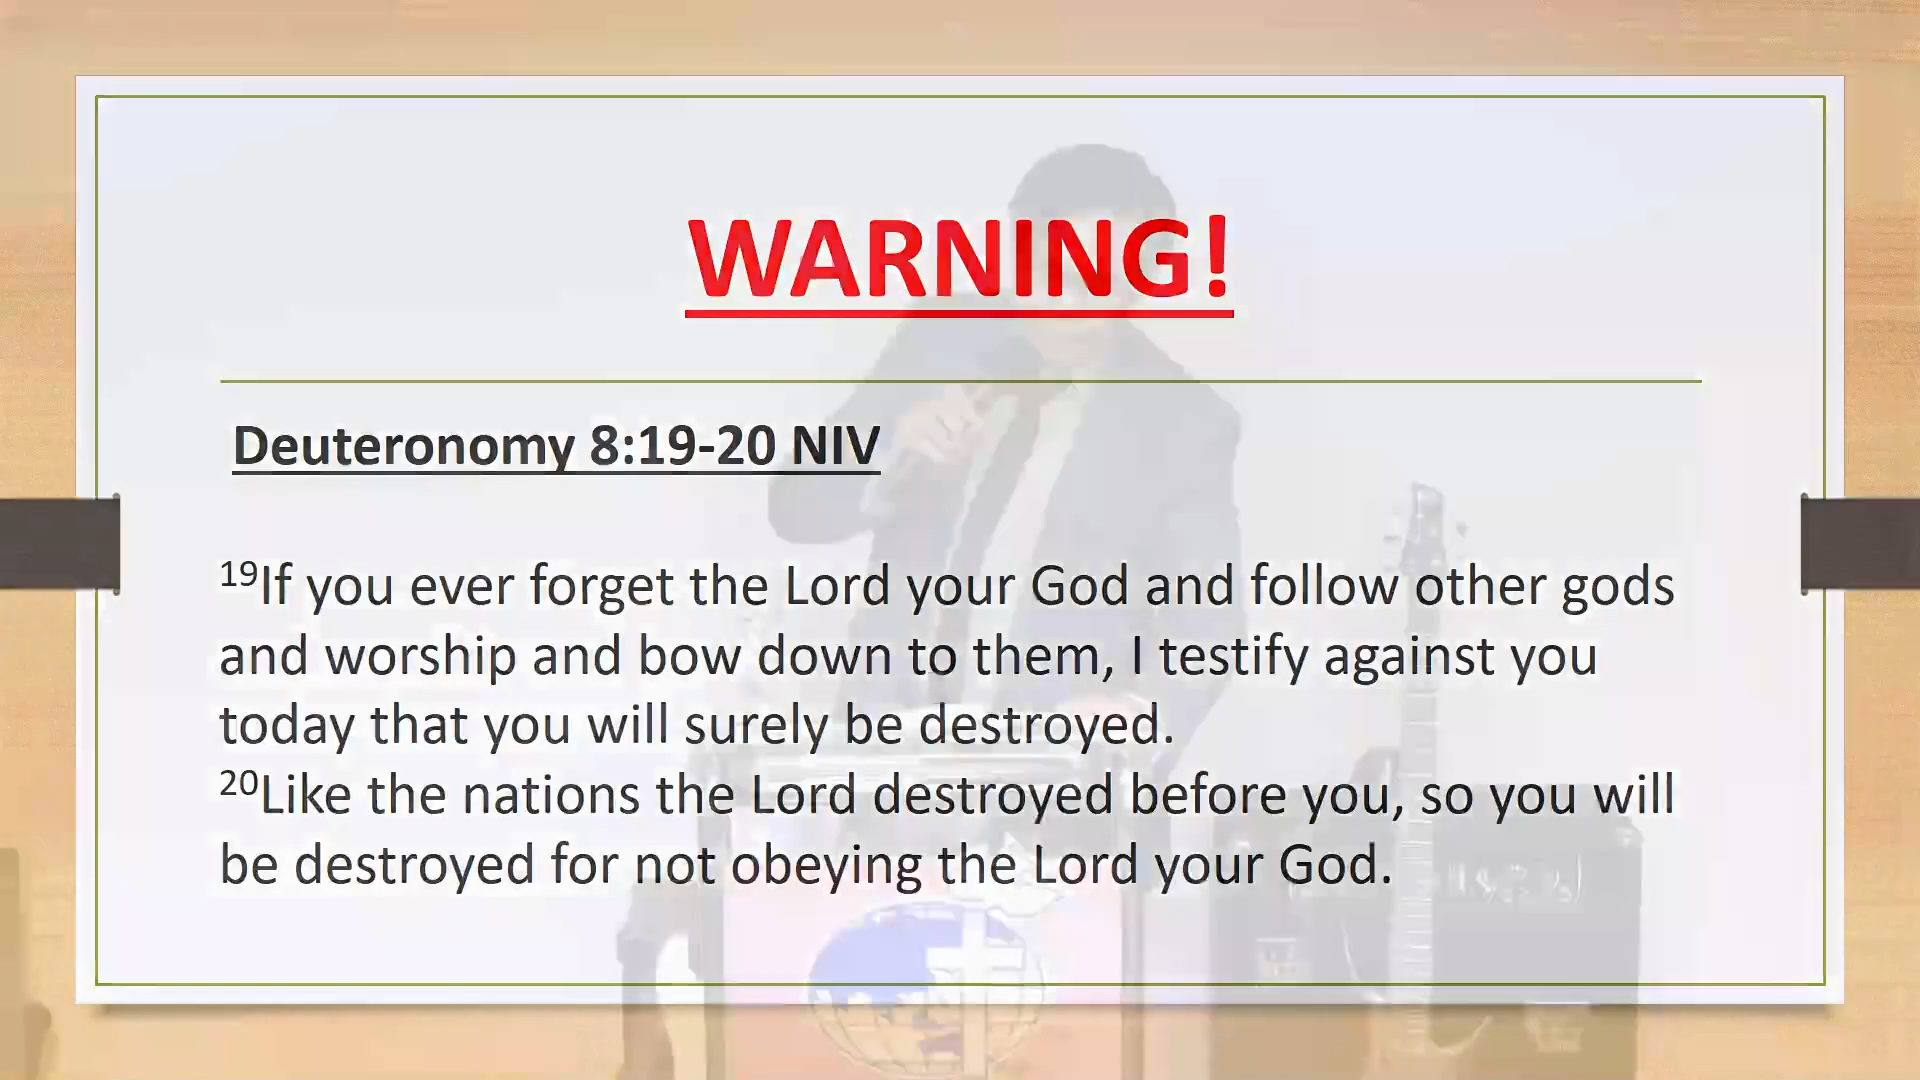 WARNING!
Deuteronomy 8:19-20 NIV
19If you ever forget the Lord your God and follow other gods
and worship and bow down to them, I testify against you
today that you will surely be destroyed.
20Like the nations the Lord destroyed before you, so you will
be destroyed for not obeying the Lord your God.